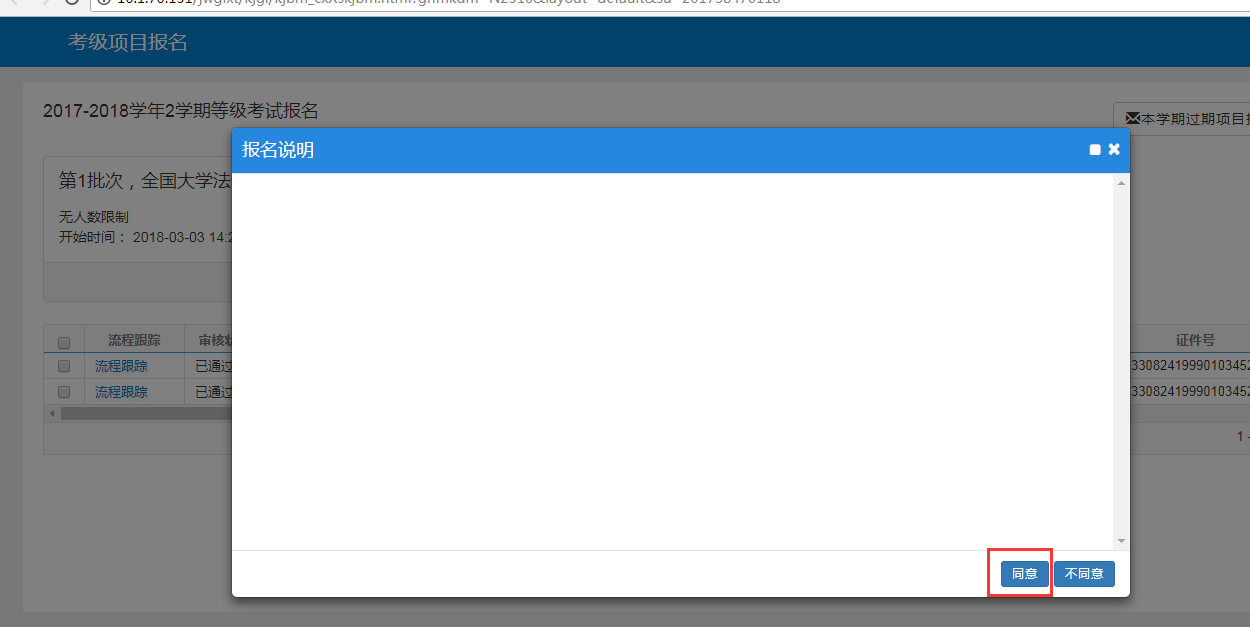 考级项目报名
2017-2018学年2学期等级考试报名
本学期过期项目
报名说明
第1批次，全国大学法
无人数限制
开始时间： 2018-03-03 14:2
流程跟踪 审核状 证件号
流程跟踪 已通过 33082419990103452
流程跟踪 已通过 33082419990103452
1 -
同意 不同意